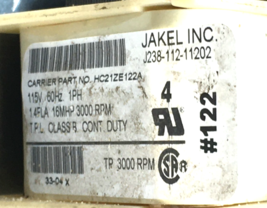 JAKEL INC.
J238-112-11202
CARRIER PART NO. HC21ZE122A
115V 60Hz. 1PH
1.4FLA 18MHP 3000 RPM
T.P.L. CLASS B. CONT. DUTY
4
#122
TP 3000 RPM
33-04 X